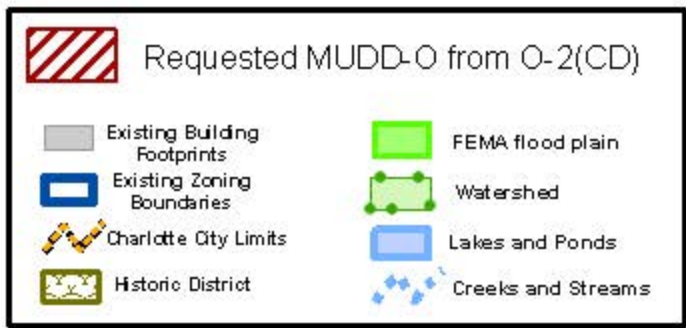 Requested MUDD-O from O-2(CD)
Existing Building
Footprints
Existing Zoning
Boundaries
Charlotte City Limits
Historic District
FEMA flood plain
Watershed
Lakes and Ponds
Creeks and Streams